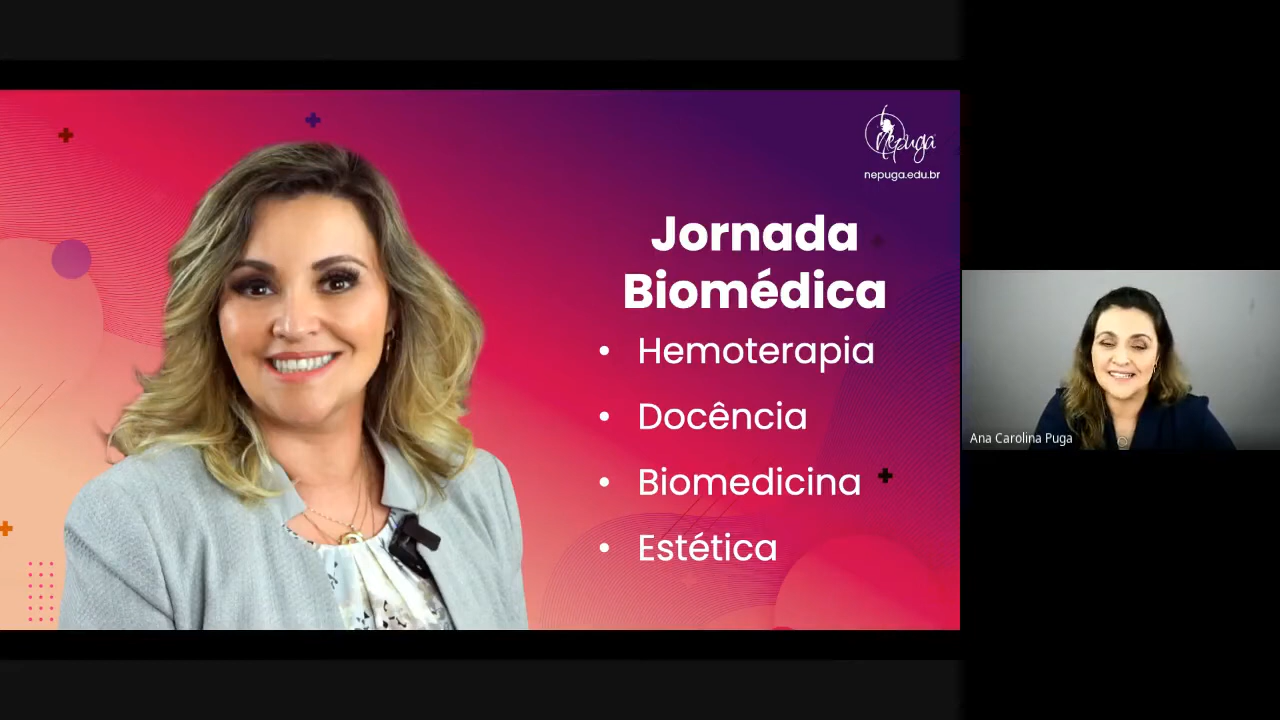 nepuga
nepuga.edu.br
Jornada
Biomédica
• Hemoterapia
• Docência
• Biomedicina
• Estética
Ana Carolina Puga